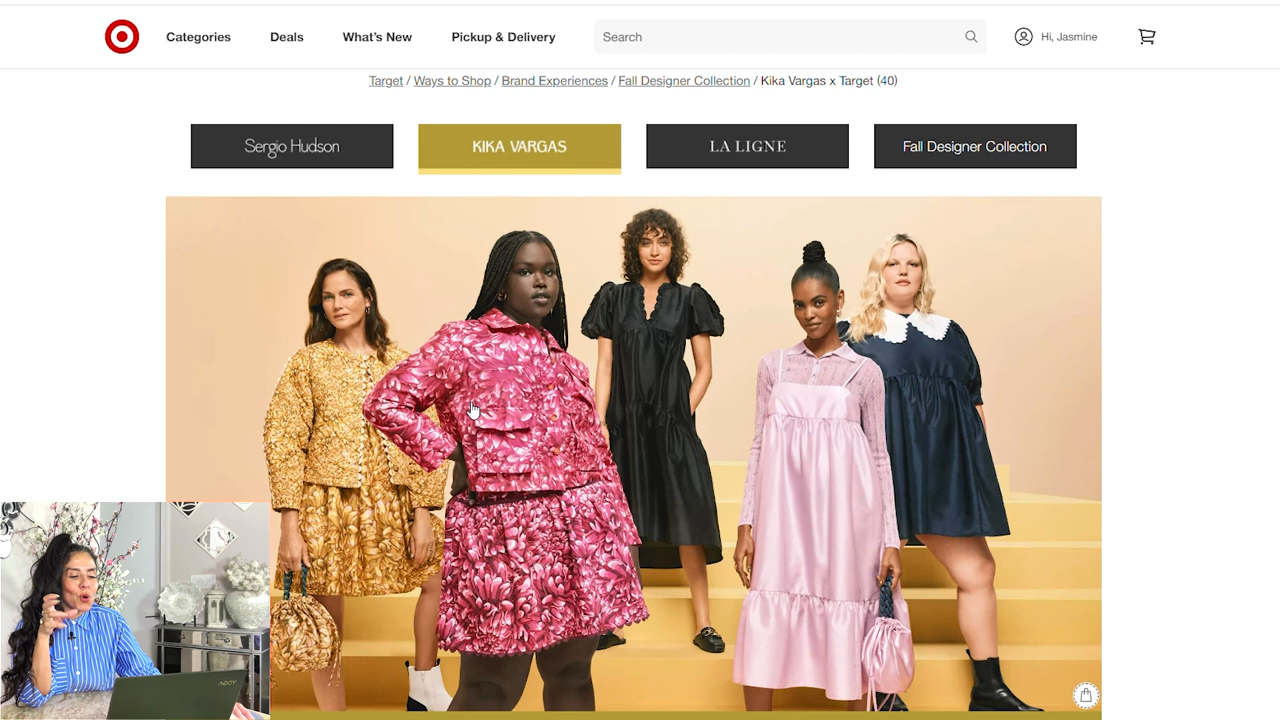 Categories
Deals
What's New
Pickup & Delivery
Search
Hi, Jasmine
Target / Ways to Shop / Brand Experiences / Fall Designer Collection / Kika Vargas x Target (40)
Sergio Hudson
KIKA VARGAS
LA LIGNE
Fall Designer Collection